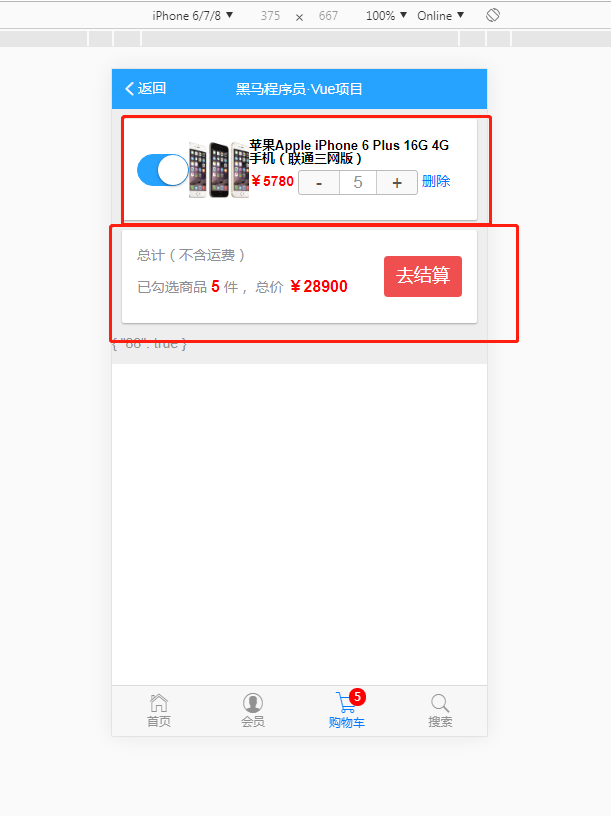 iPhone 6/7/8 ▼ 375 × 667 100% ▼ Online ▼
返回 黑马程序员·Vue项目
苹果Apple iPhone 6 Plus 16G 4G
手机（联通三网版）
￥5780 - 5 + 删除
总计（不含运费）
已勾选商品 5 件， 总价 ￥28900
去结算
{ "88": true }
5
首页 会员 购物车 搜索